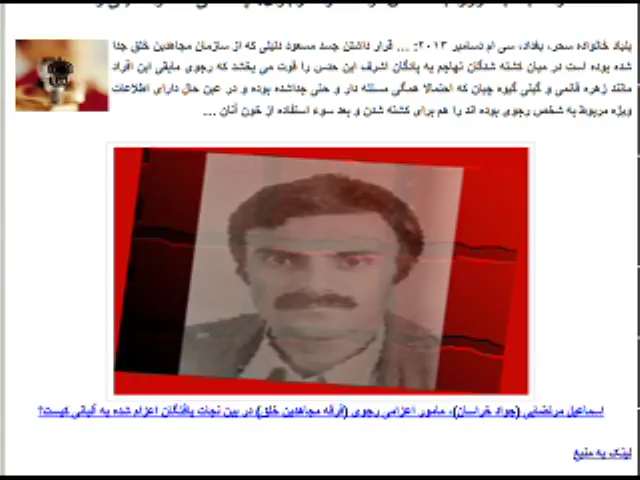 بنیاد خانواده سحر، بغداد، سی ام دسامبر ۲۰۱۳: ... قرار داشتن جسد مسعود دلیلی که از سازمان مجاهدین خلق جدا
شده بوده است در میان کشته شدگان تهاجم به پادگان اشرف این حدس را قوت می بخشد که رجوی مابقی این افراد
مانند زهره قائمی و گیتی گیوه چیان که احتمالا همگی مسئله دار و حتی جداشده بوده و در عین حال دارای اطلاعات
ویژه مربوط به شخص رجوی بوده اند را هم برای کشته شدن و بعد سوء استفاده از خون آنان ...
اسماعیل مرتضایی (جواد خراسان)، مامور اعزامی رجوی (فرقه مجاهدین خلق) در بین نجات یافتگان اعزام شده به آلبانی کیست؟
لینک به منبع